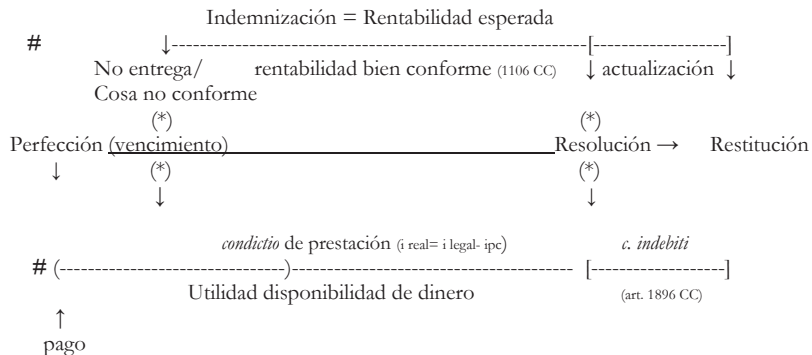 Indemnización = Rentabilidad esperada
# ↓-----------------------------------------------------[-------------------]
No entrega/ rentabilidad bien conforme (1106 CC) ↓ actualización ↓
Cosa no conforme
(*) (*)
Perfección (vencimiento) Resolución → Restitución
↓ (*) (*)
↓ ↓
condictio de prestación (i real= i legal- ipc) c. indebiti
# (-----------------------------)------------------------------------ [-------------------]
Utilidad disponibilidad de dinero (art. 1896 CC)
↑
pago